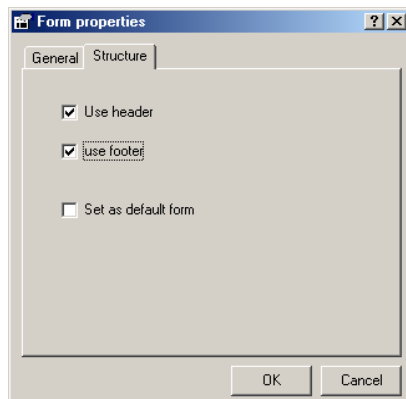 Form properties
General Structure
Use header
use footer
Set as default form
OK Cancel